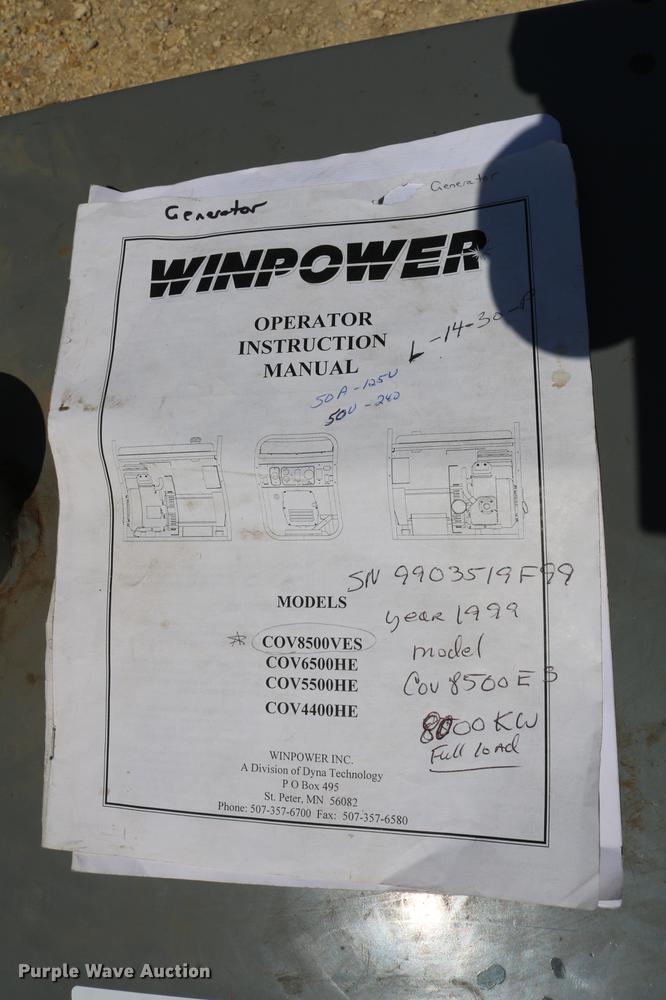 Generator
Generator
WINPOWER
OPERATOR
INSTRUCTION
MANUAL
L-14-30-P
50A-125V
50U-240
SN 9903519F99
MODELS
year 1999
* COV8500VES
model
COV6500HE
COV5500HE
COV 8500 E S
COV4400HE
8000 KW
Full load
WINPOWER INC.
A Division of Dyna Technology
P O Box 495
St. Peter, MN 56082
Phone: 507-357-6700 Fax: 507-357-6580
Purple Wave Auction